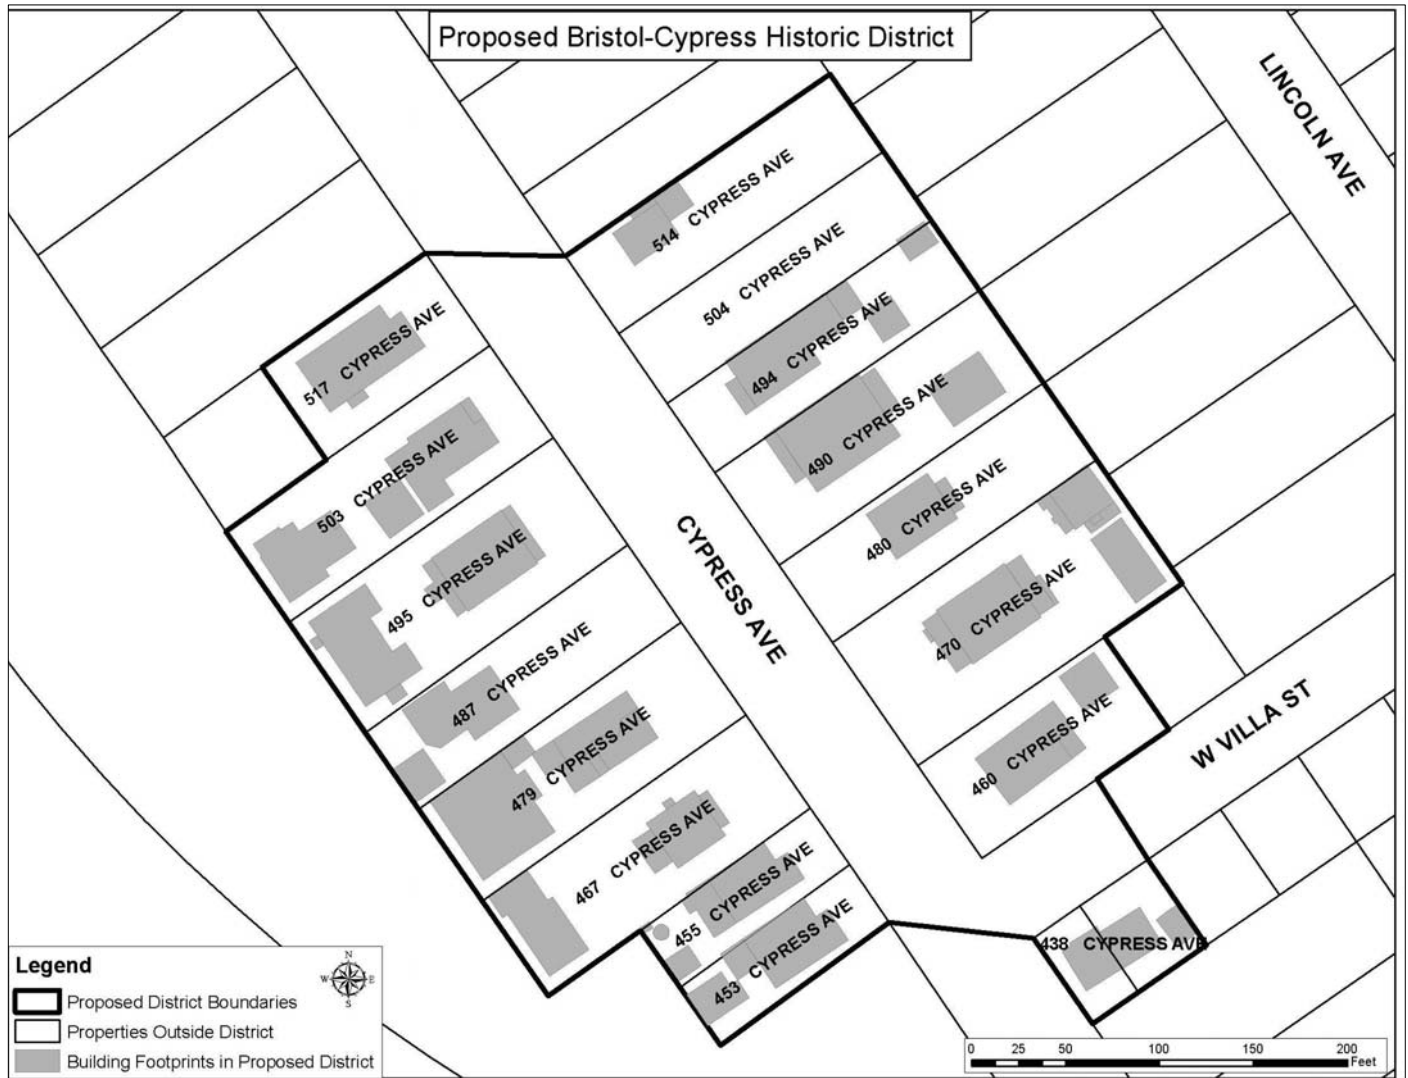 Proposed Bristol-Cypress Historic District
LINCOLN AVE
514 CYPRESS AVE
504 CYPRESS AVE
517 CYPRESS AVE
494 CYPRESS AVE
490 CYPRESS AVE
503 CYPRESS AVE
480 CYPRESS AVE
495 CYPRESS AVE
CYPRESS AVE
470 CYPRESS AVE
487 CYPRESS AVE
479 CYPRESS AVE
460 CYPRESS AVE
W VILLA ST
467 CYPRESS AVE
455 CYPRESS AVE
453 CYPRESS AVE
438 CYPRESS AVE
Legend
N
W E
S
Proposed District Boundaries
Properties Outside District
Building Footprints in Proposed District
0 25 50 100 150 200
Feet